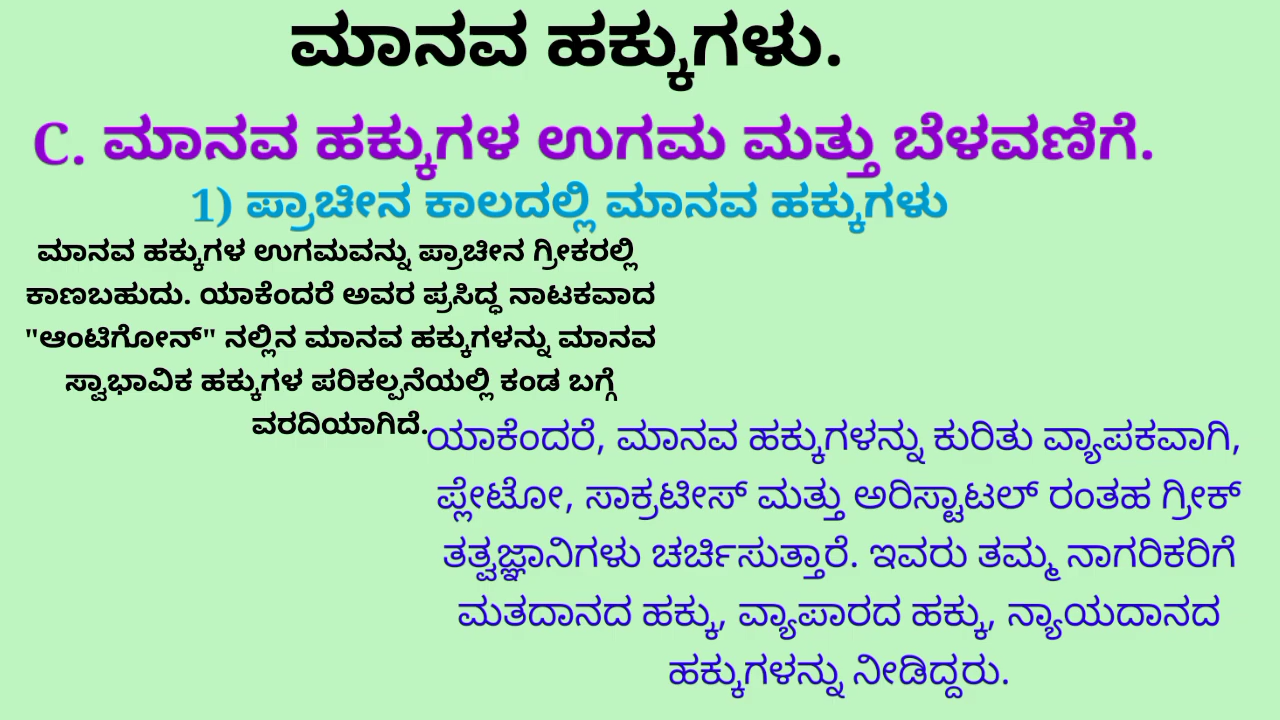 ಮಾನವ ಹಕ್ಕುಗಳು.
C. ಮಾನವ ಹಕ್ಕುಗಳ ಉಗಮ ಮತ್ತು ಬೆಳವಣಿಗೆ.
1) ಪ್ರಾಚೀನ ಕಾಲದಲ್ಲಿ ಮಾನವ ಹಕ್ಕುಗಳು
ಮಾನವ ಹಕ್ಕುಗಳ ಉಗಮವನ್ನು ಪ್ರಾಚೀನ ಗ್ರೀಕರಲ್ಲಿ
ಕಾಣಬಹುದು. ಯಾಕೆಂದರೆ ಅವರ ಪ್ರಸಿದ್ಧ ನಾಟಕವಾದ
"ಆಂಟಿಗೋನ್" ನಲ್ಲಿನ ಮಾನವ ಹಕ್ಕುಗಳನ್ನು ಮಾನವ
ಸ್ವಾಭಾವಿಕ ಹಕ್ಕುಗಳ ಪರಿಕಲ್ಪನೆಯಲ್ಲಿ ಕಂಡ ಬಗ್ಗೆ
ವರದಿಯಾಗಿದೆ.
ಯಾಕೆಂದರೆ, ಮಾನವ ಹಕ್ಕುಗಳನ್ನು ಕುರಿತು ವ್ಯಾಪಕವಾಗಿ,
ಪ್ಲೇಟೋ, ಸಾಕ್ರಟೀಸ್ ಮತ್ತು ಅರಿಸ್ಟಾಟಲ್ ರಂತಹ ಗ್ರೀಕ್
ತತ್ವಜ್ಞಾನಿಗಳು ಚರ್ಚಿಸುತ್ತಾರೆ. ಇವರು ತಮ್ಮ ನಾಗರಿಕರಿಗೆ
ಮತದಾನದ ಹಕ್ಕು, ವ್ಯಾಪಾರದ ಹಕ್ಕು, ನ್ಯಾಯದಾನದ
ಹಕ್ಕುಗಳನ್ನು ನೀಡಿದ್ದರು.